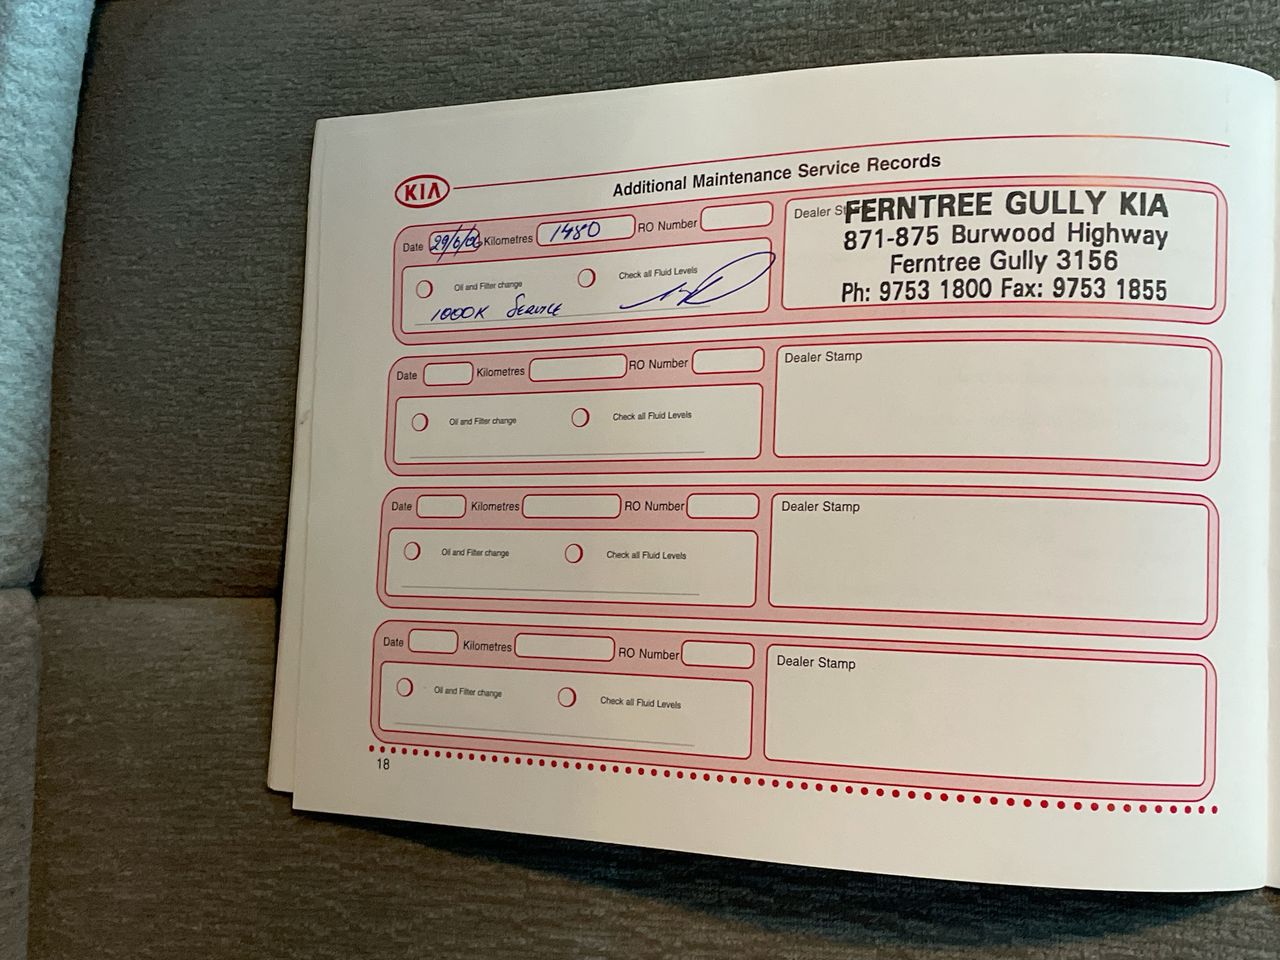 KIA
Additional Maintenance Service Records
Date 29/6/06 Kilometres 1480 RO Number
Oil and Filter change Check all Fluid Levels
1000K SERVICE
Dealer St
FERNTREE GULLY KIA
871-875 Burwood Highway
Ferntree Gully 3156
Ph: 9753 1800 Fax: 9753 1855
Date Kilometres RO Number
Oil and Filter change Check all Fluid Levels
Dealer Stamp
Date Kilometres RO Number
Oil and Filter change Check all Fluid Levels
Dealer Stamp
Date Kilometres RO Number
Oil and Filter change Check all Fluid Levels
Dealer Stamp
18